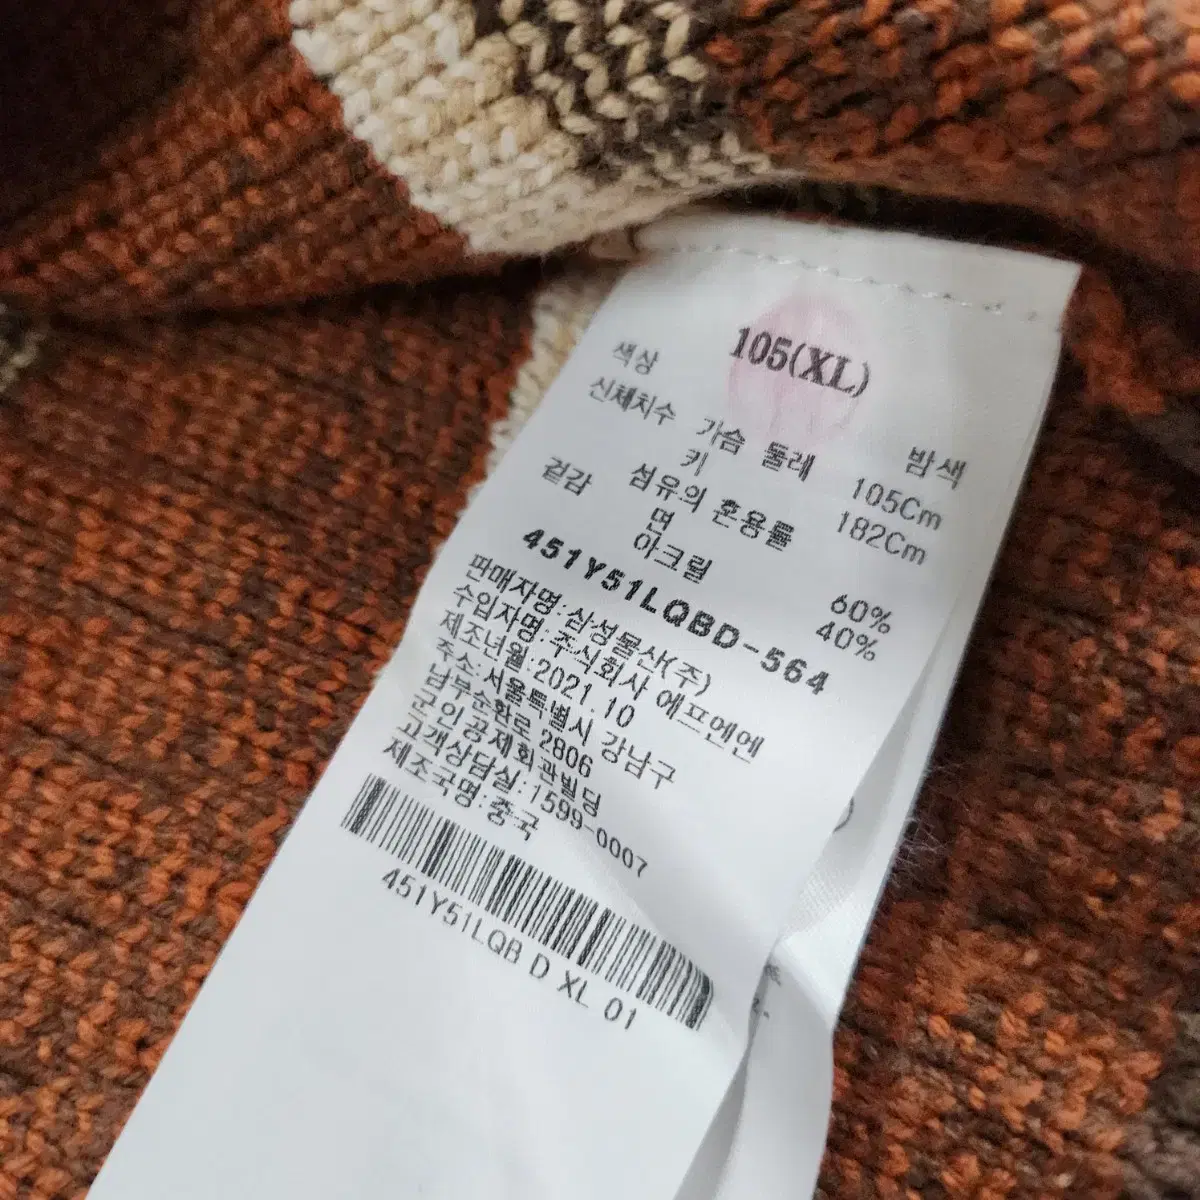 105(XL)
색상 밤색
신체치수 가슴 둘레 105Cm
키 182Cm
섬유의 혼용률
겉감 면 60%
아크릴 40%
451Y51LQBD-564
판매자명:삼성물산(주)
수입자명:주식회사 에프엔엔
제조년월:2021.10
주소:서울특별시 강남구
남부순환로 2806
군인공제회관빌딩
고객상담실:1599-0007
제조국명:중국
451Y51LQB D XL 01